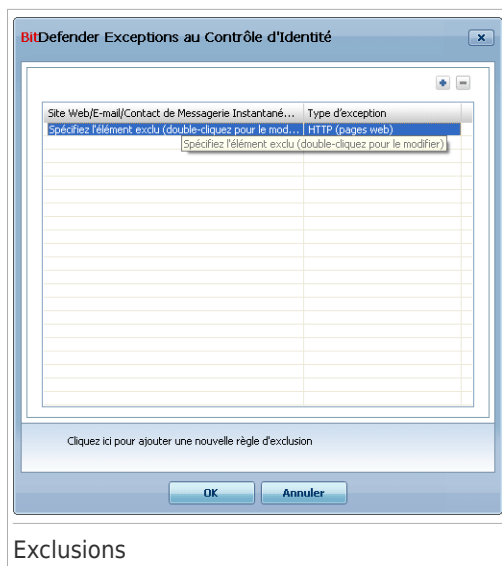 BitDefender Exceptions au Contrôle d'Identité
Site Web/E-mail/Contact de Messagerie Instantané... Type d'exception
Spécifiez l'élément exclu (double-cliquez pour le mod... HTTP (pages web)
Spécifiez l'élément exclu (double-cliquez pour le modifier)
Cliquez ici pour ajouter une nouvelle règle d'exclusion
OK Annuler
Exclusions